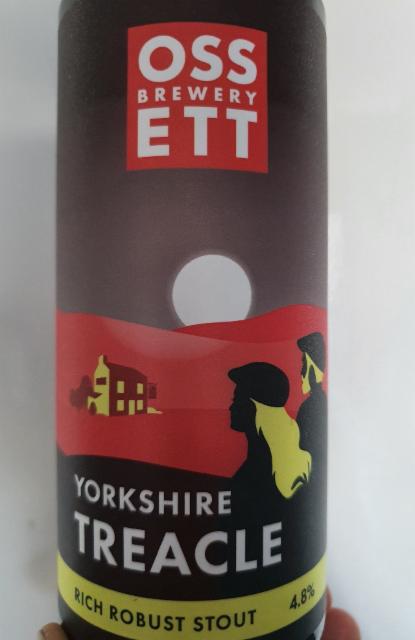 OSS
BREWERY
ETT
YORKSHIRE
TREACLE
RICH ROBUST STOUT 4.8%